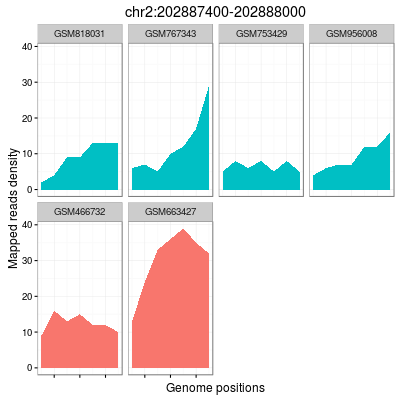 chr2:202887400-202888000
GSM818031 GSM767343 GSM753429 GSM956008
40
30
20
10
0
GSM466732 GSM663427
40
30
20
10
0
Mapped reads density
Genome positions